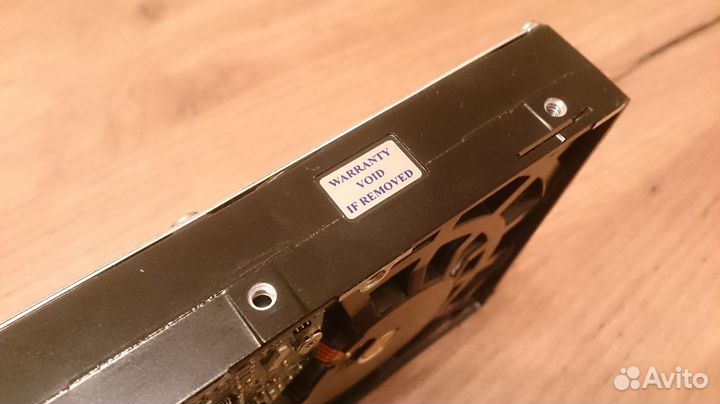 WARRANTY
VOID
IF REMOVED
Avito